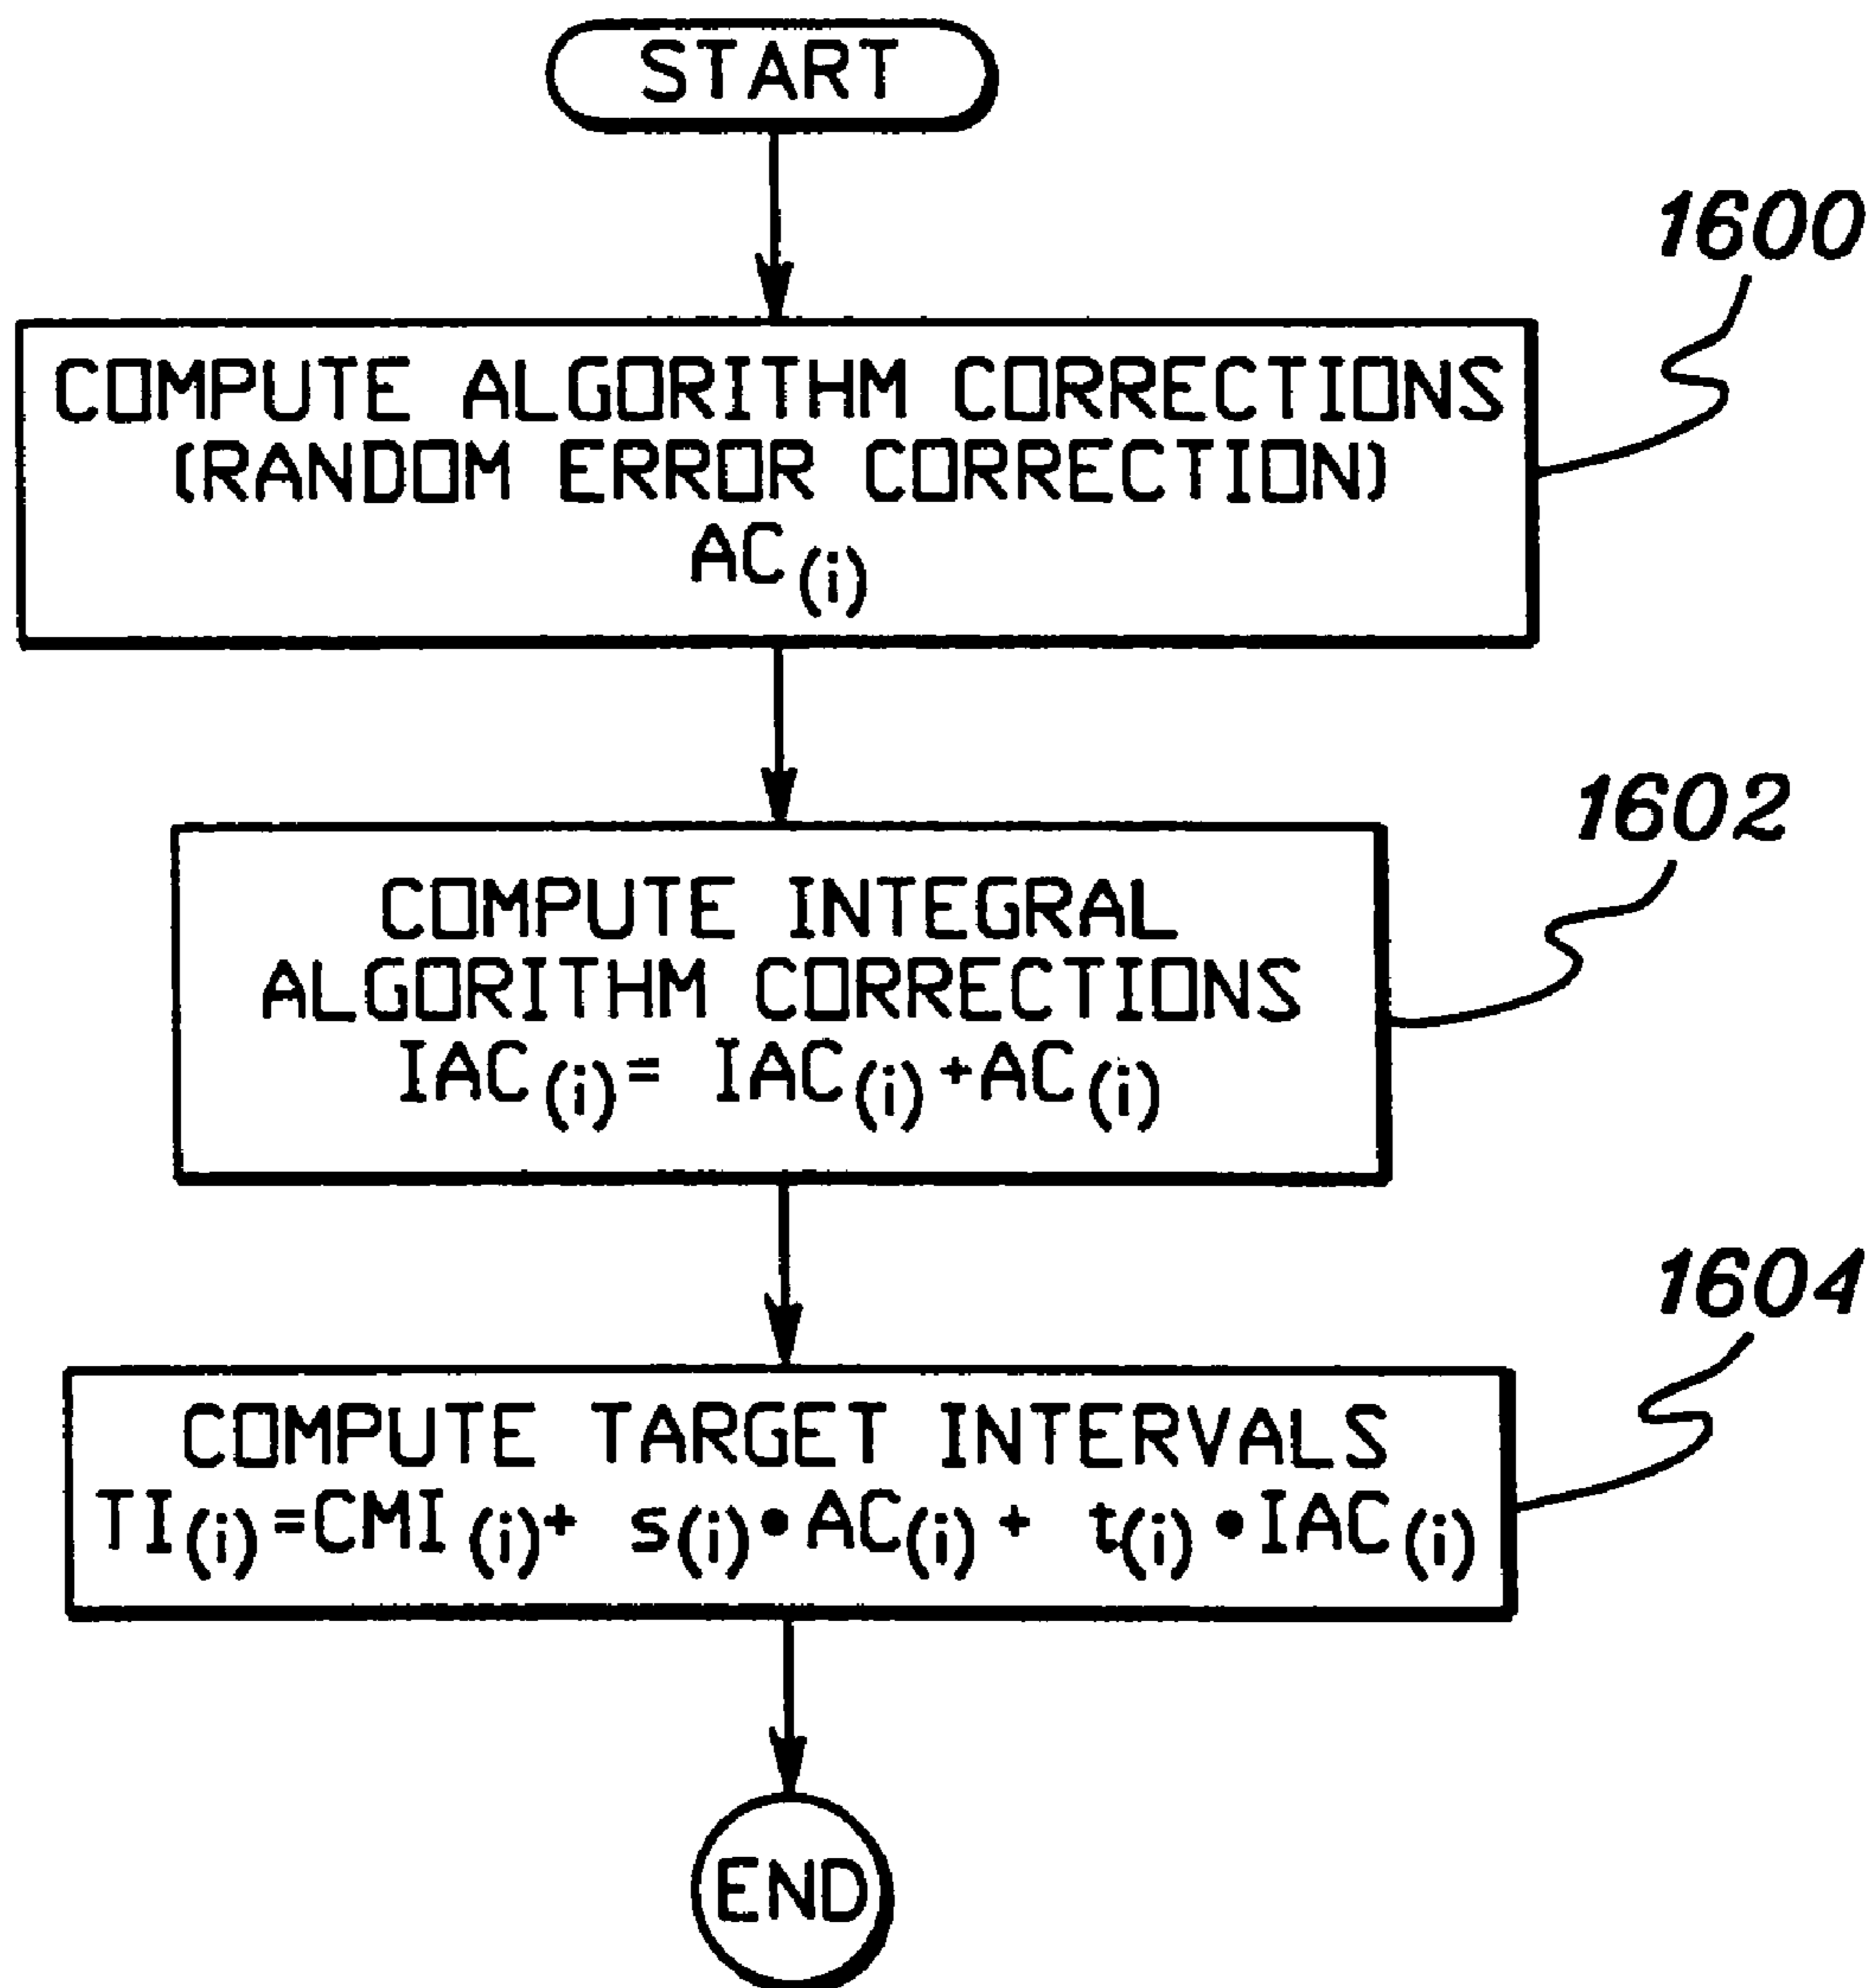 START
1600
COMPUTE ALGORITHM CORRECTIONS
(RANDOM ERROR CORRECTION)
AC(i)
1602
COMPUTE INTEGRAL
ALGORITHM CORRECTIONS
IAC(i)= IAC(i)+AC(i)
1604
COMPUTE TARGET INTERVALS
TI(i)=CMI(i)+ s(i)•AC(i)+ t(i)•IAC(i)
END